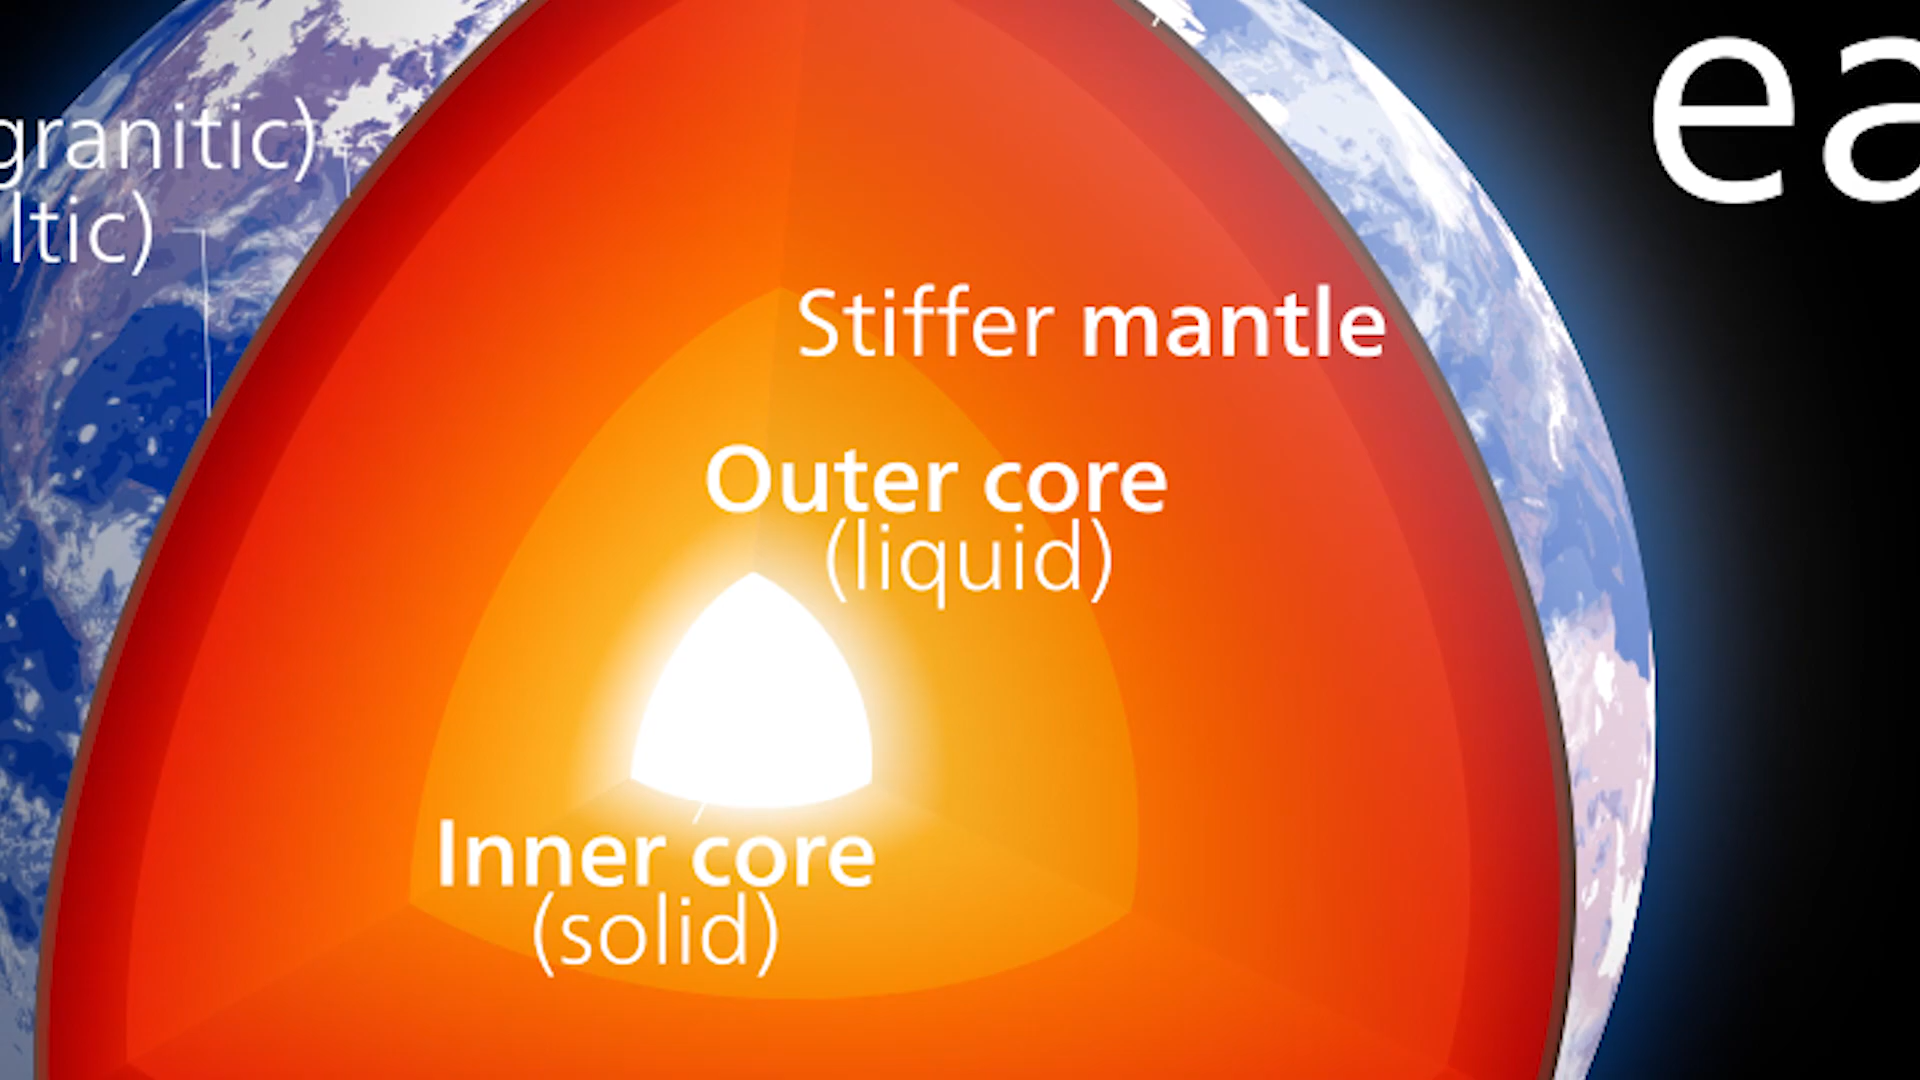 ea
granitic)
ltic)
Stiffer mantle
Outer core
(liquid)
Inner core
(solid)